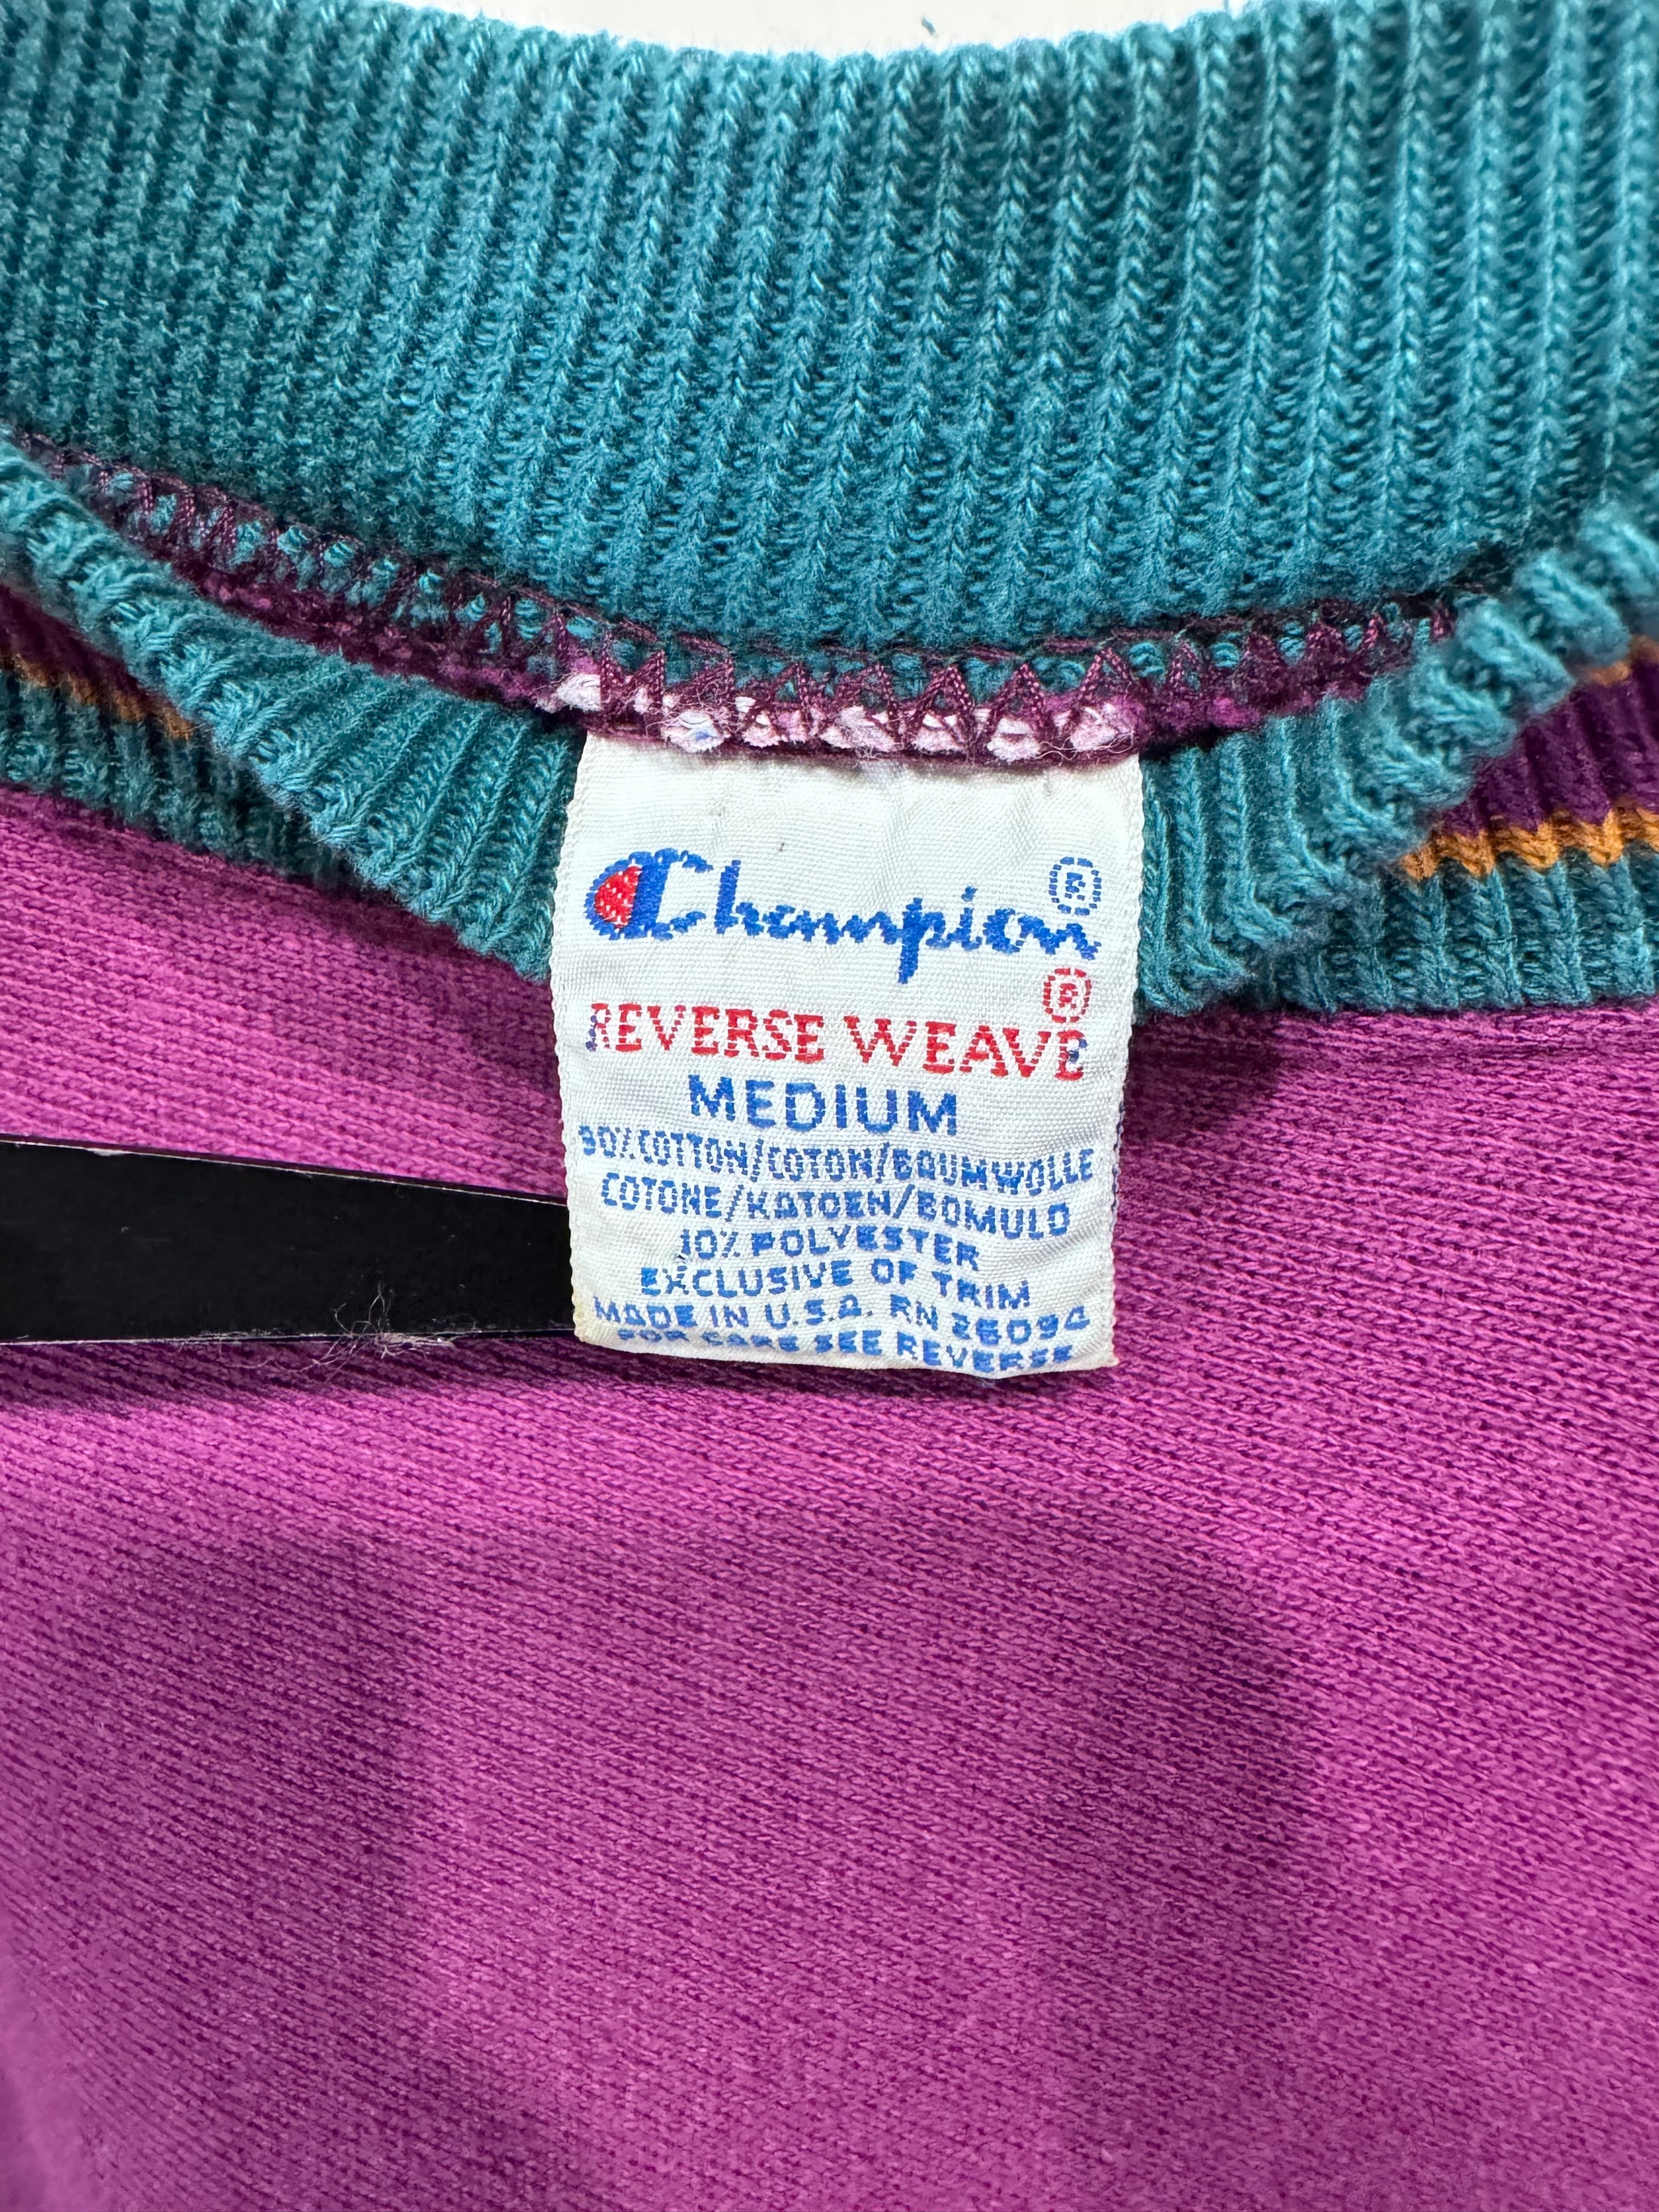 Champion®
REVERSE WEAVE®
MEDIUM
90% COTTON/COTON/BAUMWOLLE
COTONE/KATOEN/BOMULD
10% POLYESTER
EXCLUSIVE OF TRIM
MADE IN U.S.A. RN 26094
FOR CARE SEE REVERSE